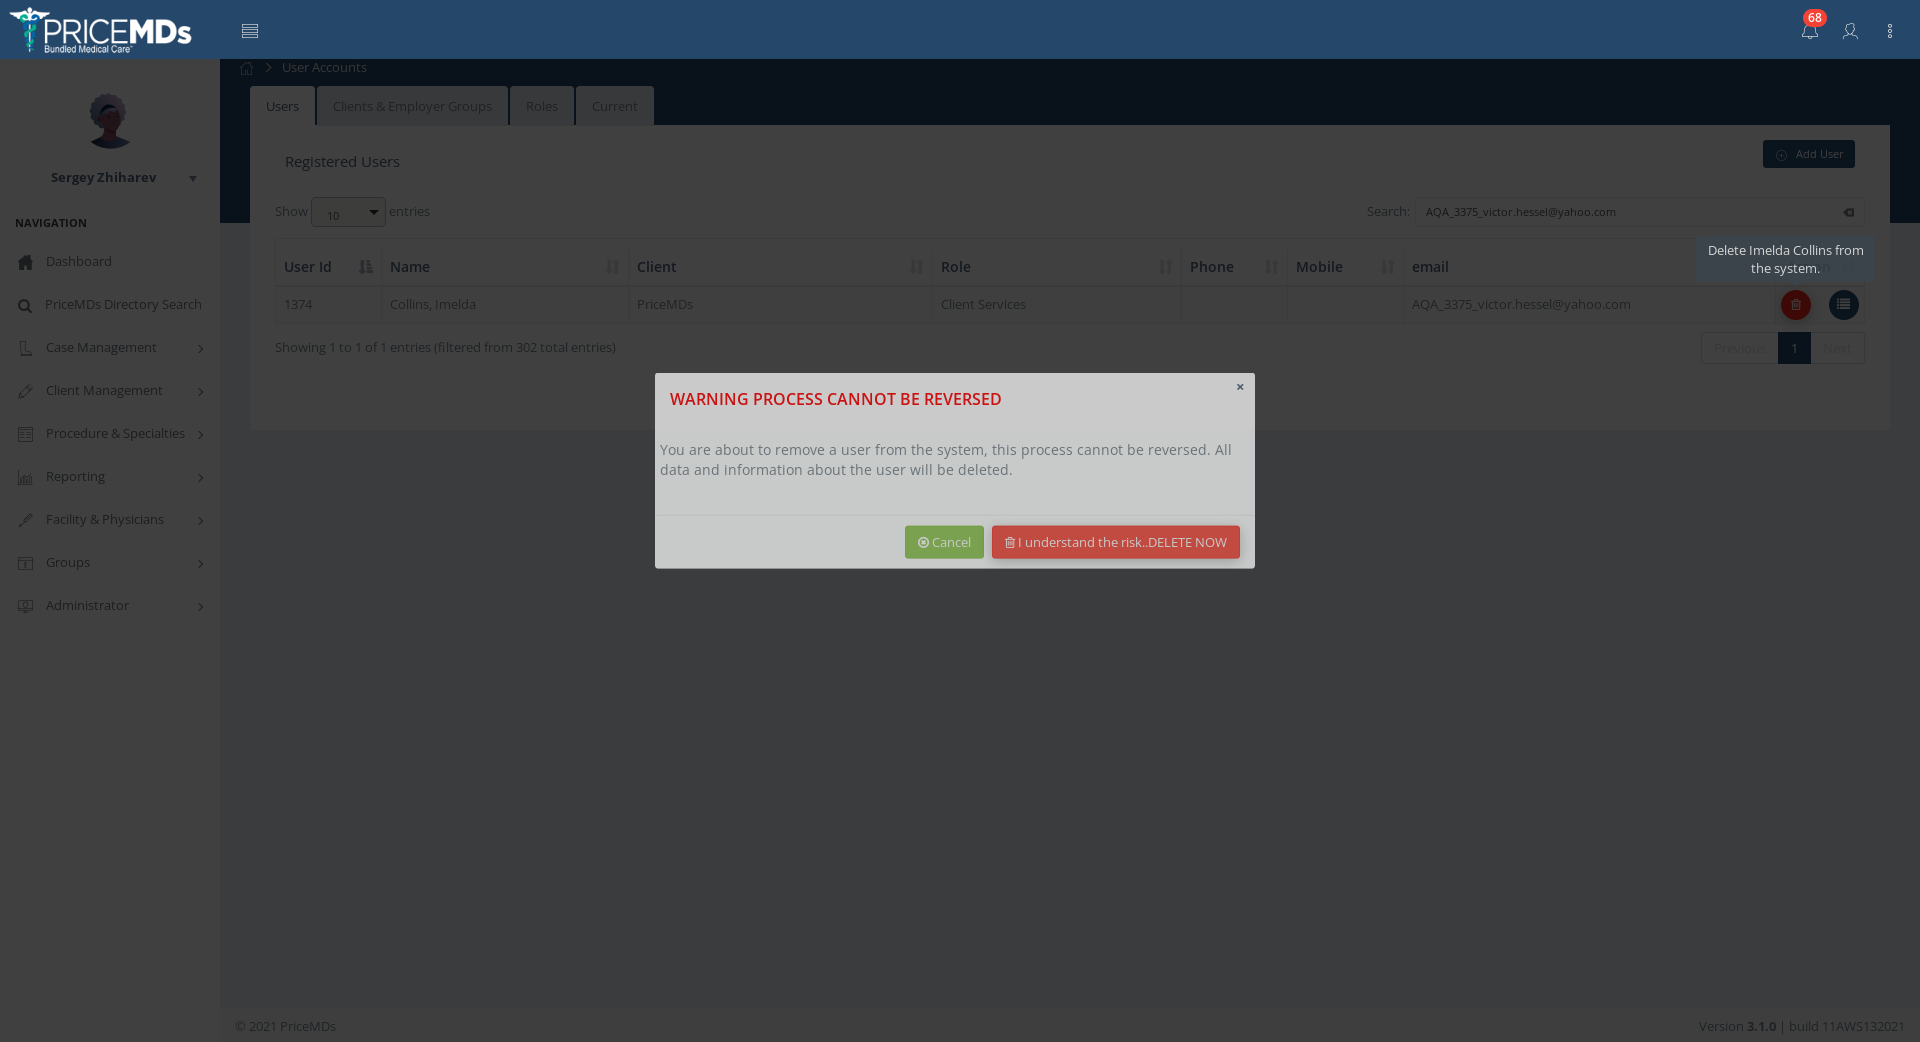 PRICEMDs
Bundled Medical Care
68
User Accounts
Users
Clients & Employer Groups
Roles
Current
Sergey Zhiharev
Registered Users
Add User
NAVIGATION
Show 10 entries
Search: AQA_3375_victor.hessel@yahoo.com
Dashboard
PriceMDs Directory Search
Case Management
Client Management
Procedure & Specialties
Reporting
Facility & Physicians
Groups
Administrator
Delete Imelda Collins from
the system.
User Id Name Client Role Phone Mobile email
1374 Collins, Imelda PriceMDs Client Services AQA_3375_victor.hessel@yahoo.com
Showing 1 to 1 of 1 entries (filtered from 302 total entries)
Previous 1 Next
×
WARNING PROCESS CANNOT BE REVERSED
You are about to remove a user from the system, this process cannot be reversed. All
data and information about the user will be deleted.
Cancel
I understand the risk..DELETE NOW
© 2021 PriceMDs
Version 3.1.0 | build 11AWS132021